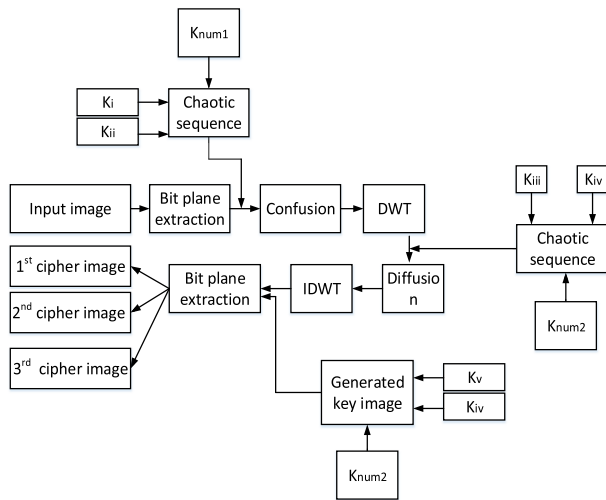 Knum1
Ki
Kii
Chaotic
sequence
Kiii
Kiv
Input image
Bit plane
extraction
Confusion
DWT
Chaotic
sequence
1st cipher image
2nd cipher image
3rd cipher image
Bit plane
extraction
IDWT
Diffusio
n
Knum2
Generated
key image
Kv
Kiv
Knum2